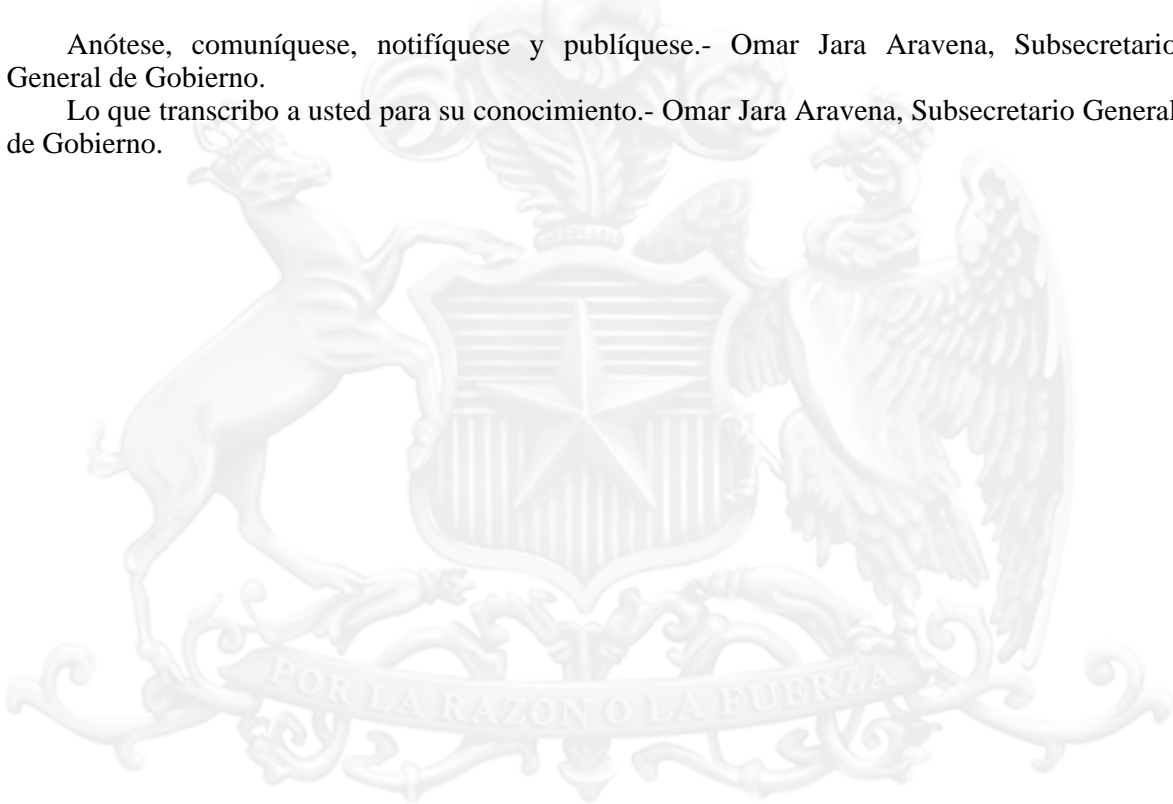 Anótese, comuníquese, notifíquese y publíquese.- Omar Jara Aravena, Subsecretario
General de Gobierno.
Lo que transcribo a usted para su conocimiento.- Omar Jara Aravena, Subsecretario General
de Gobierno.
POR LA RAZON O LA FUERZA